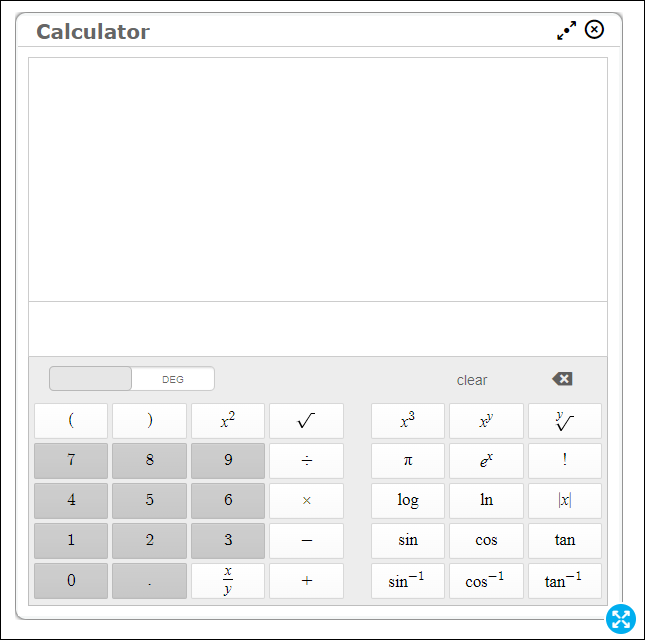 Calculator
DEG clear
( ) x² √ x³ xʸ ʸ√
7 8 9 ÷ π eˣ !
4 5 6 × log ln |x|
1 2 3 − sin cos tan
0 . x/y + sin⁻¹ cos⁻¹ tan⁻¹